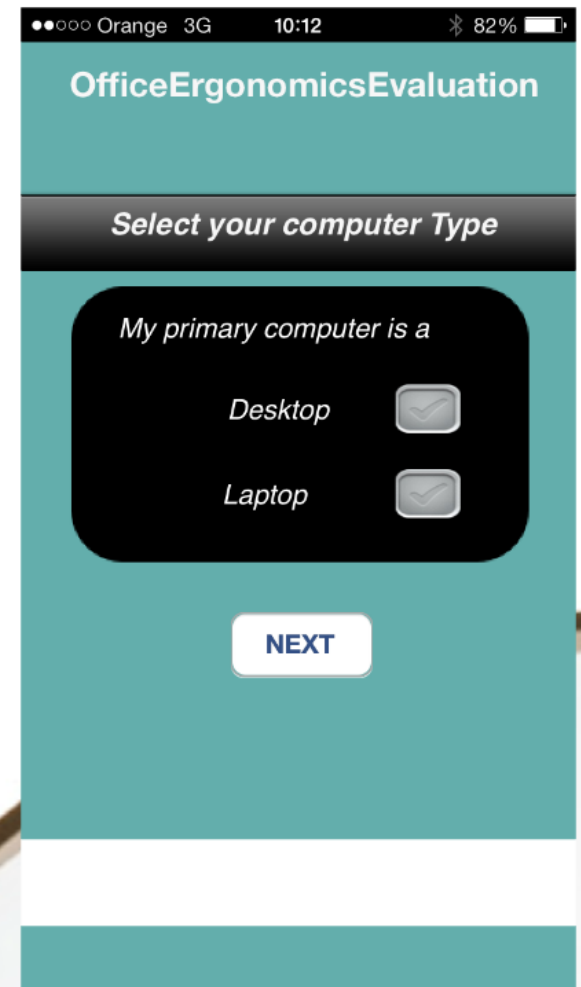 Orange 3G 10:12 82%
OfficeErgonomicsEvaluation
Select your computer Type
My primary computer is a
Desktop
Laptop
NEXT